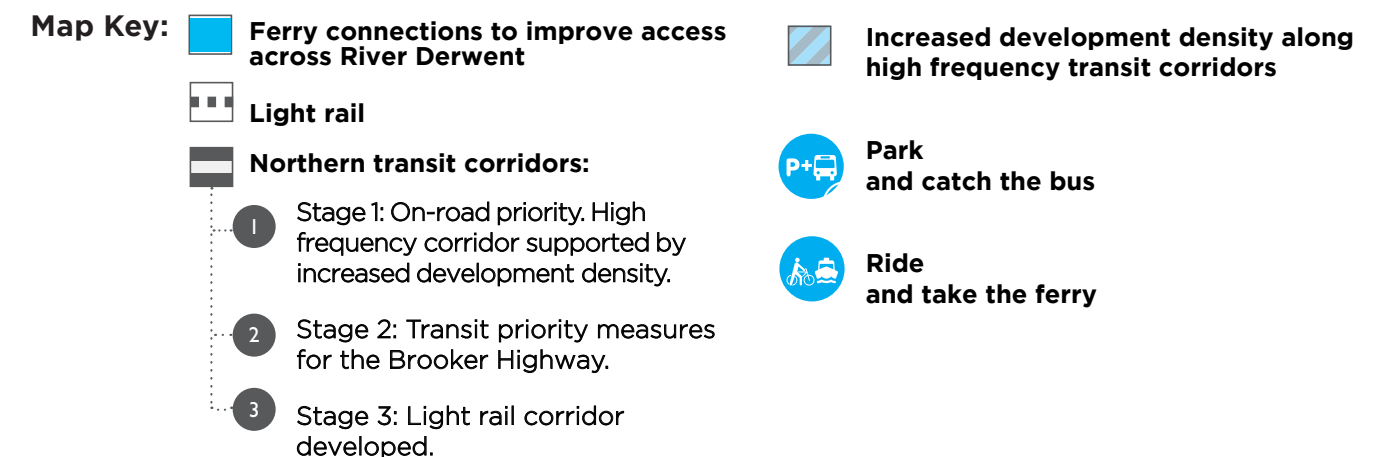 Map Key:
Ferry connections to improve access
across River Derwent
Light rail
Northern transit corridors:
1
Stage 1: On-road priority. High
frequency corridor supported by
increased development density.
2
Stage 2: Transit priority measures
for the Brooker Highway.
3
Stage 3: Light rail corridor
developed.
Increased development density along
high frequency transit corridors
P+
Park
and catch the bus
Ride
and take the ferry